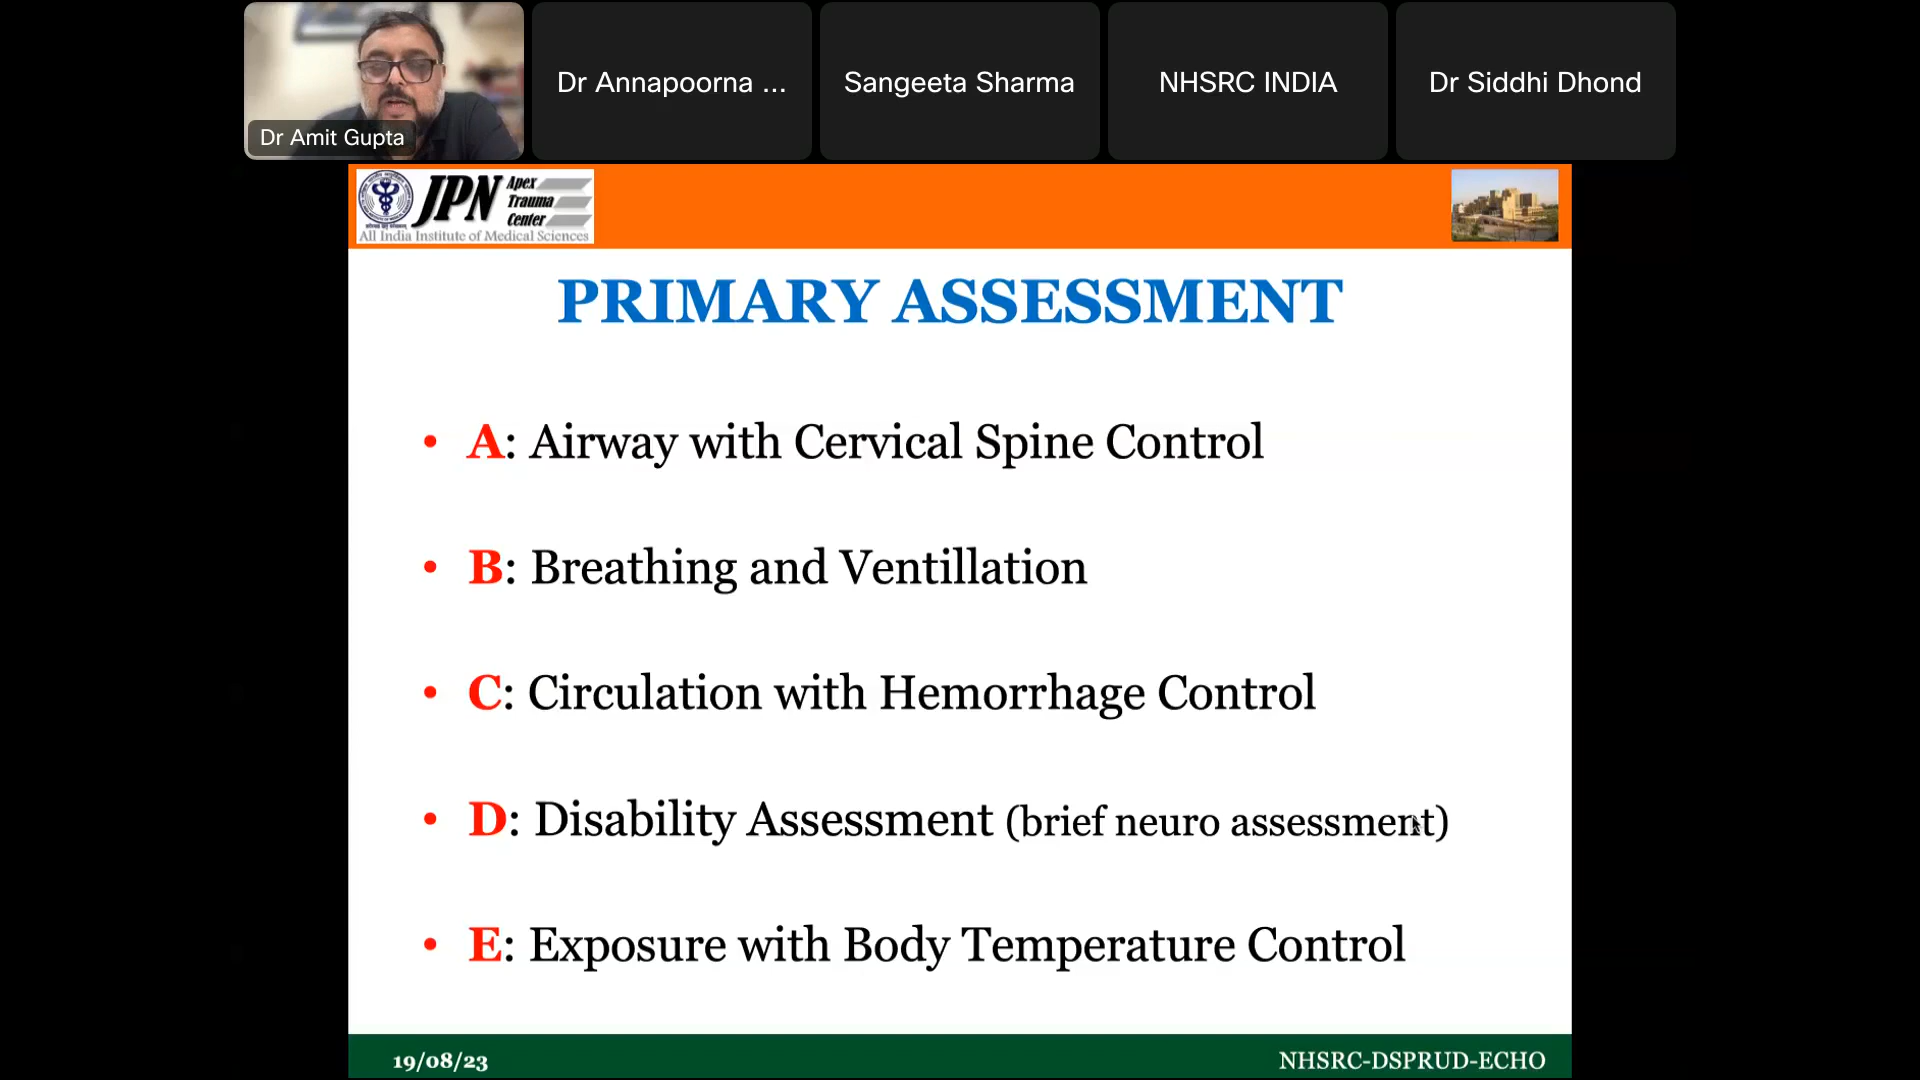 Dr Amit Gupta
Dr Annapoorna ...
Sangeeta Sharma
NHSRC INDIA
Dr Siddhi Dhond
JPN Apex
Trauma
Center
All India Institute of Medical Sciences
PRIMARY ASSESSMENT
• A: Airway with Cervical Spine Control
• B: Breathing and Ventillation
• C: Circulation with Hemorrhage Control
• D: Disability Assessment (brief neuro assessment)
• E: Exposure with Body Temperature Control
19/08/23
NHSRC-DSPRUD-ECHO